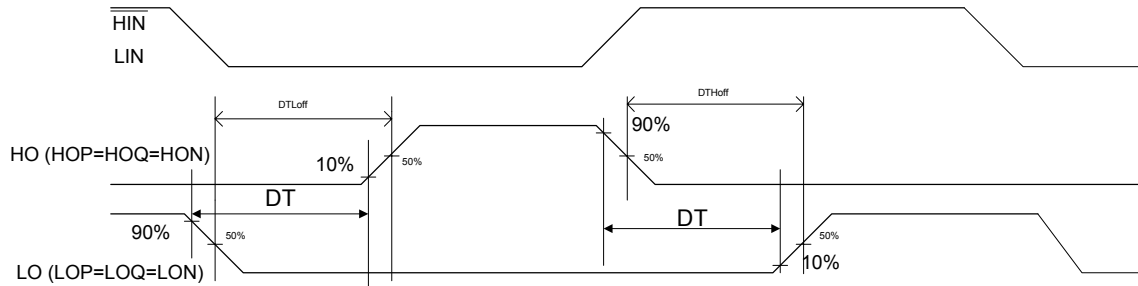 HIN
LIN
DTLoff
DTHoff
90%
HO (HOP=HOQ=HON)
10%
50%
50%
DT
DT
90%
50%
50%
10%
LO (LOP=LOQ=LON)